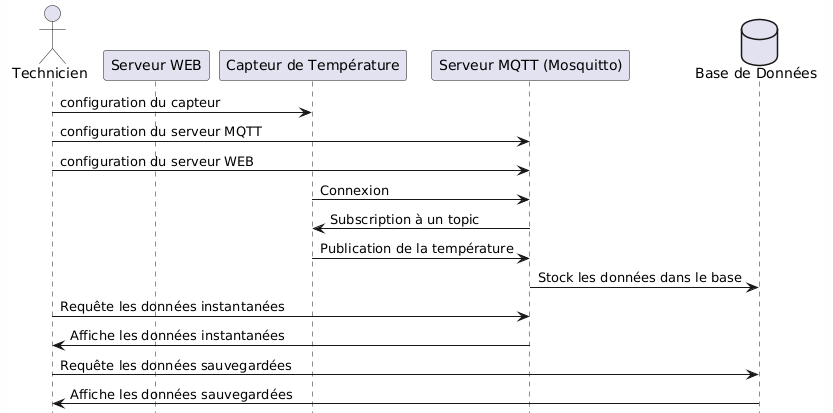 Technicien
Serveur WEB
Capteur de Température
Serveur MQTT (Mosquitto)
Base de Données
configuration du capteur
configuration du serveur MQTT
configuration du serveur WEB
Connexion
Subscription à un topic
Publication de la température
Stock les données dans le base
Requête les données instantanées
Affiche les données instantanées
Requête les données sauvegardées
Affiche les données sauvegardées